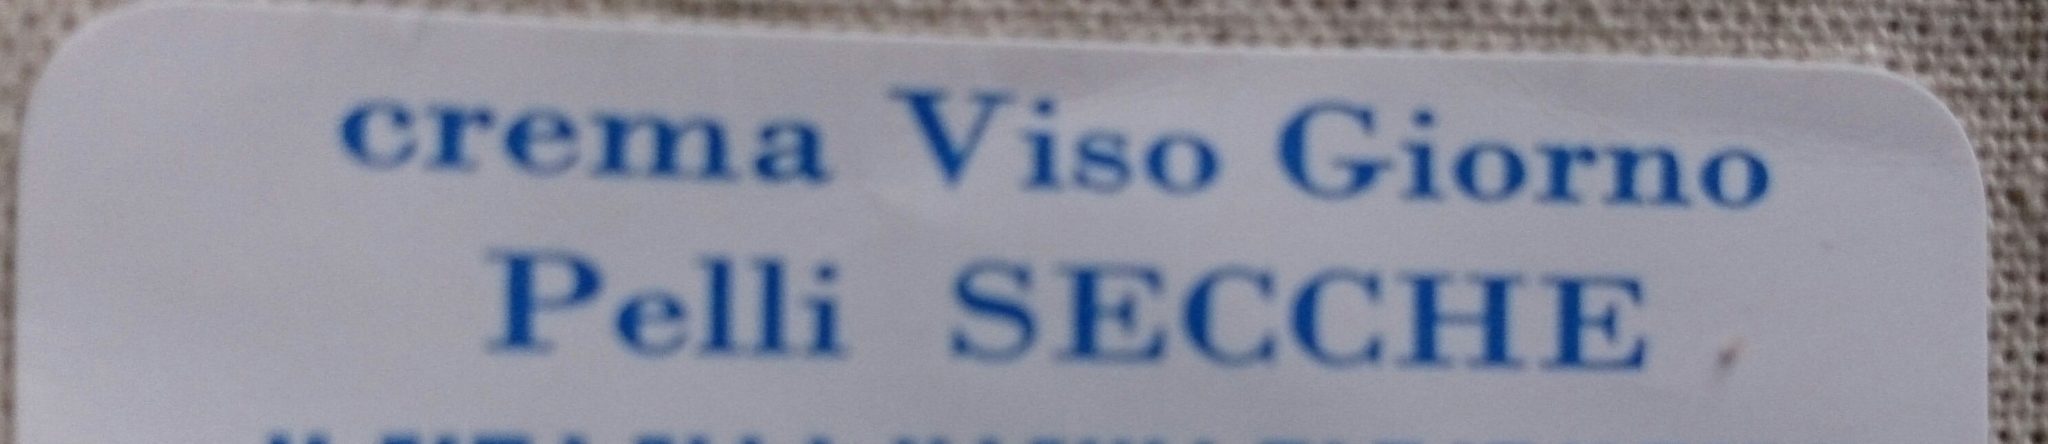 crema Viso Giorno
Pelli SECCHE